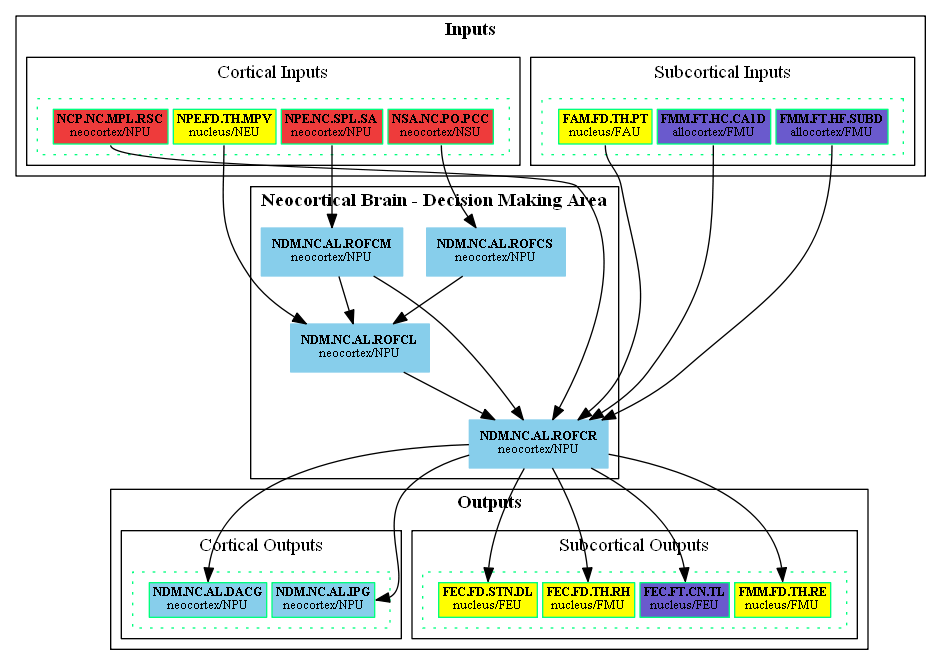 Inputs
Cortical Inputs
Subcortical Inputs
NCP.NC.MPL.RSC
neocortex/NPU
NPE.FD.TH.MPV
nucleus/NEU
NPE.NC.SPL.SA
neocortex/NPU
NSA.NC.PO.PCC
neocortex/NSU
FAM.FD.TH.PT
nucleus/FAU
FMM.FT.HC.CA1D
allocortex/FMU
FMM.FT.HF.SUBD
allocortex/FMU
Neocortical Brain - Decision Making Area
NDM.NC.AL.ROFCM
neocortex/NPU
NDM.NC.AL.ROFCS
neocortex/NPU
NDM.NC.AL.ROFCL
neocortex/NPU
NDM.NC.AL.ROFCR
neocortex/NPU
Outputs
Cortical Outputs
Subcortical Outputs
NDM.NC.AL.DACG
neocortex/NPU
NDM.NC.AL.IPG
neocortex/NPU
FEC.FD.STN.DL
nucleus/FEU
FEC.FD.TH.RH
nucleus/FMU
FEC.FT.CN.TL
nucleus/FEU
FMM.FD.TH.RE
nucleus/FMU